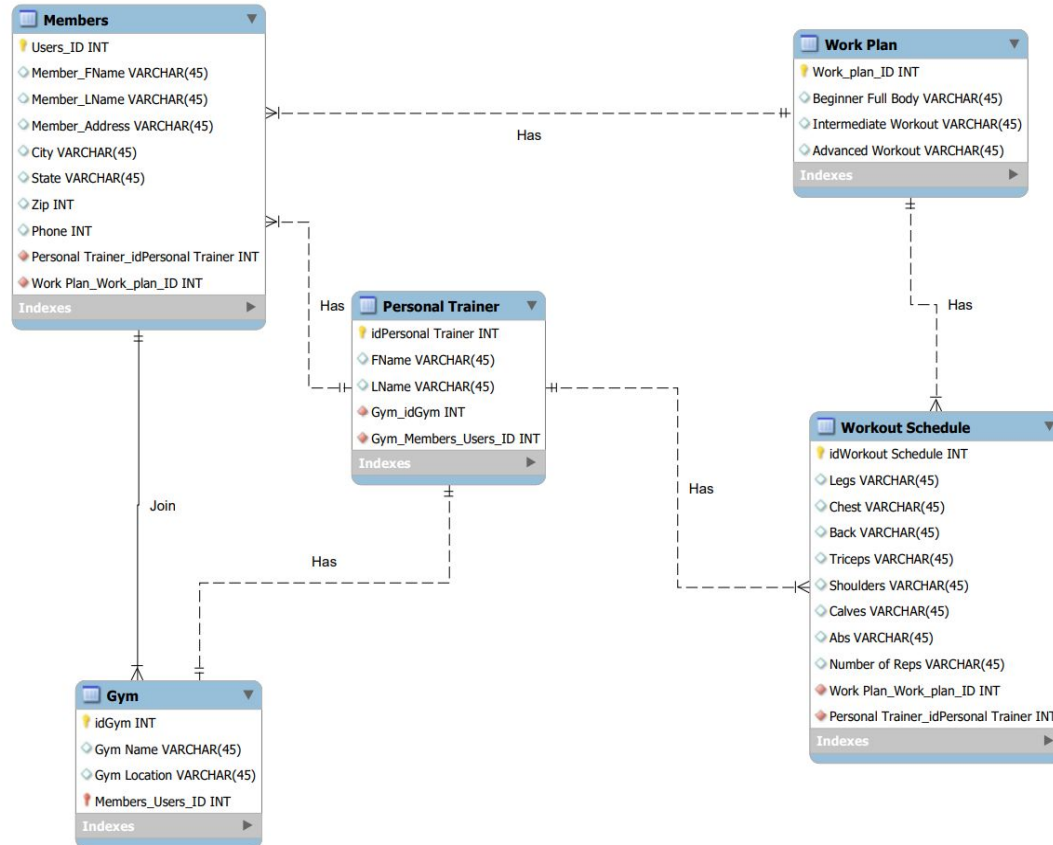 Members
Users_ID INT
Member_FName VARCHAR(45)
Member_LName VARCHAR(45)
Member_Address VARCHAR(45)
City VARCHAR(45)
State VARCHAR(45)
Zip INT
Phone INT
Personal Trainer_idPersonal Trainer INT
Work Plan_Work_plan_ID INT
Indexes
Has
Work Plan
Work_plan_ID INT
Beginner Full Body VARCHAR(45)
Intermediate Workout VARCHAR(45)
Advanced Workout VARCHAR(45)
Indexes
Has
Has
Personal Trainer
idPersonal Trainer INT
FName VARCHAR(45)
LName VARCHAR(45)
Gym_idGym INT
Gym_Members_Users_ID INT
Indexes
Has
Workout Schedule
idWorkout Schedule INT
Legs VARCHAR(45)
Chest VARCHAR(45)
Back VARCHAR(45)
Triceps VARCHAR(45)
Shoulders VARCHAR(45)
Calves VARCHAR(45)
Abs VARCHAR(45)
Number of Reps VARCHAR(45)
Work Plan_Work_plan_ID INT
Personal Trainer_idPersonal Trainer INT
Indexes
Join
Has
Gym
idGym INT
Gym Name VARCHAR(45)
Gym Location VARCHAR(45)
Members_Users_ID INT
Indexes